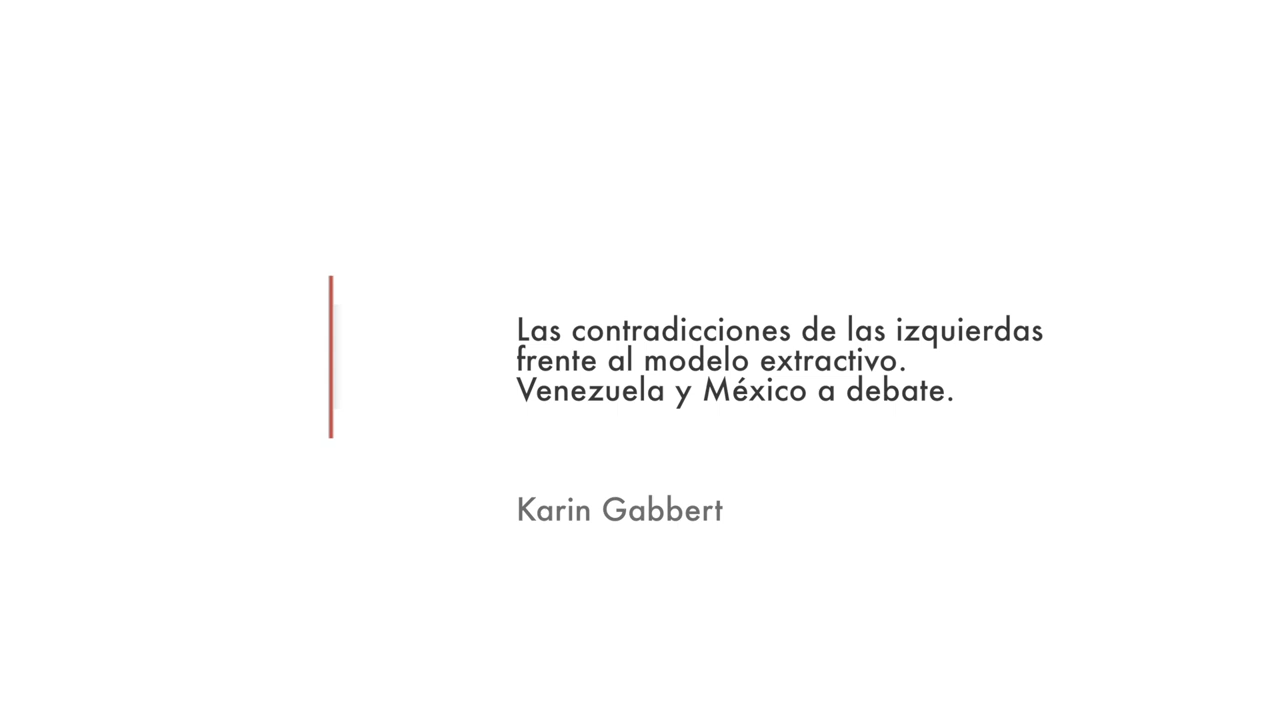 Las contradicciones de las izquierdas
frente al modelo extractivo.
Venezuela y México a debate.
Karin Gabbert